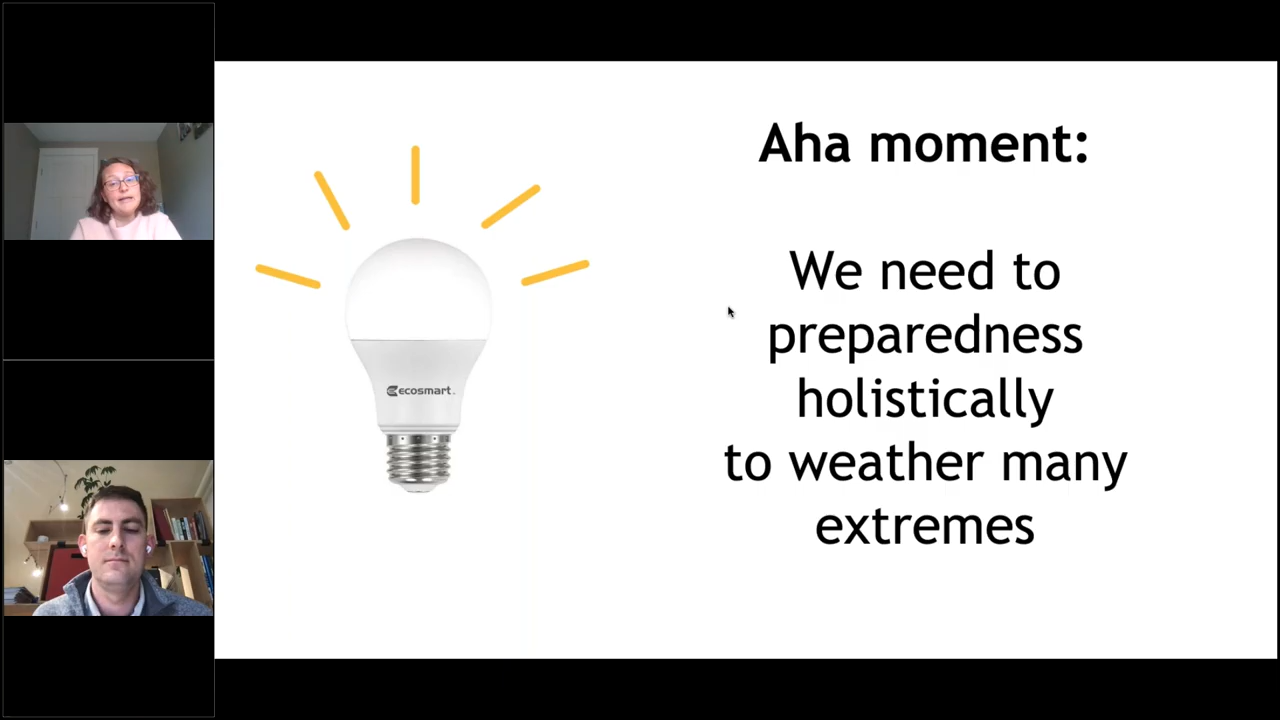 Aha moment:
We need to
preparedness
holistically
to weather many
extremes
ecosmart